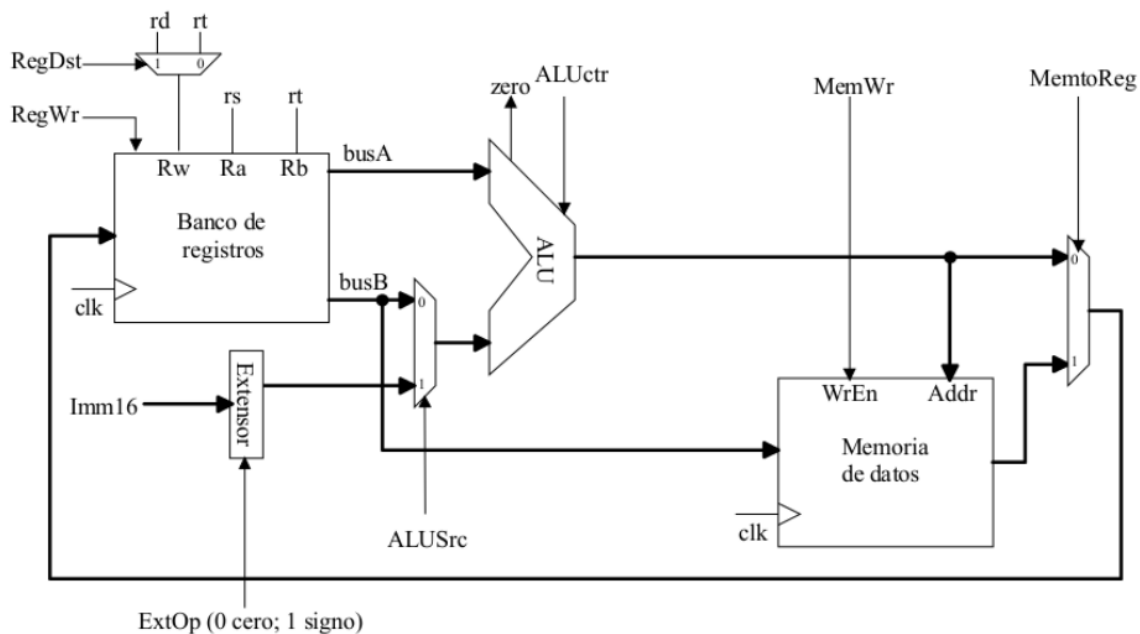 rd rt
RegDst
1 0
ALUctr
zero
MemWr
MemtoReg
RegWr
rs rt
Rw Ra Rb
busA
Banco de
registros
ALU
0
busB
clk
0
1
Extensor
Imm16
1
WrEn Addr
Memoria
de datos
clk
ALUSrc
ExtOp (0 cero; 1 signo)